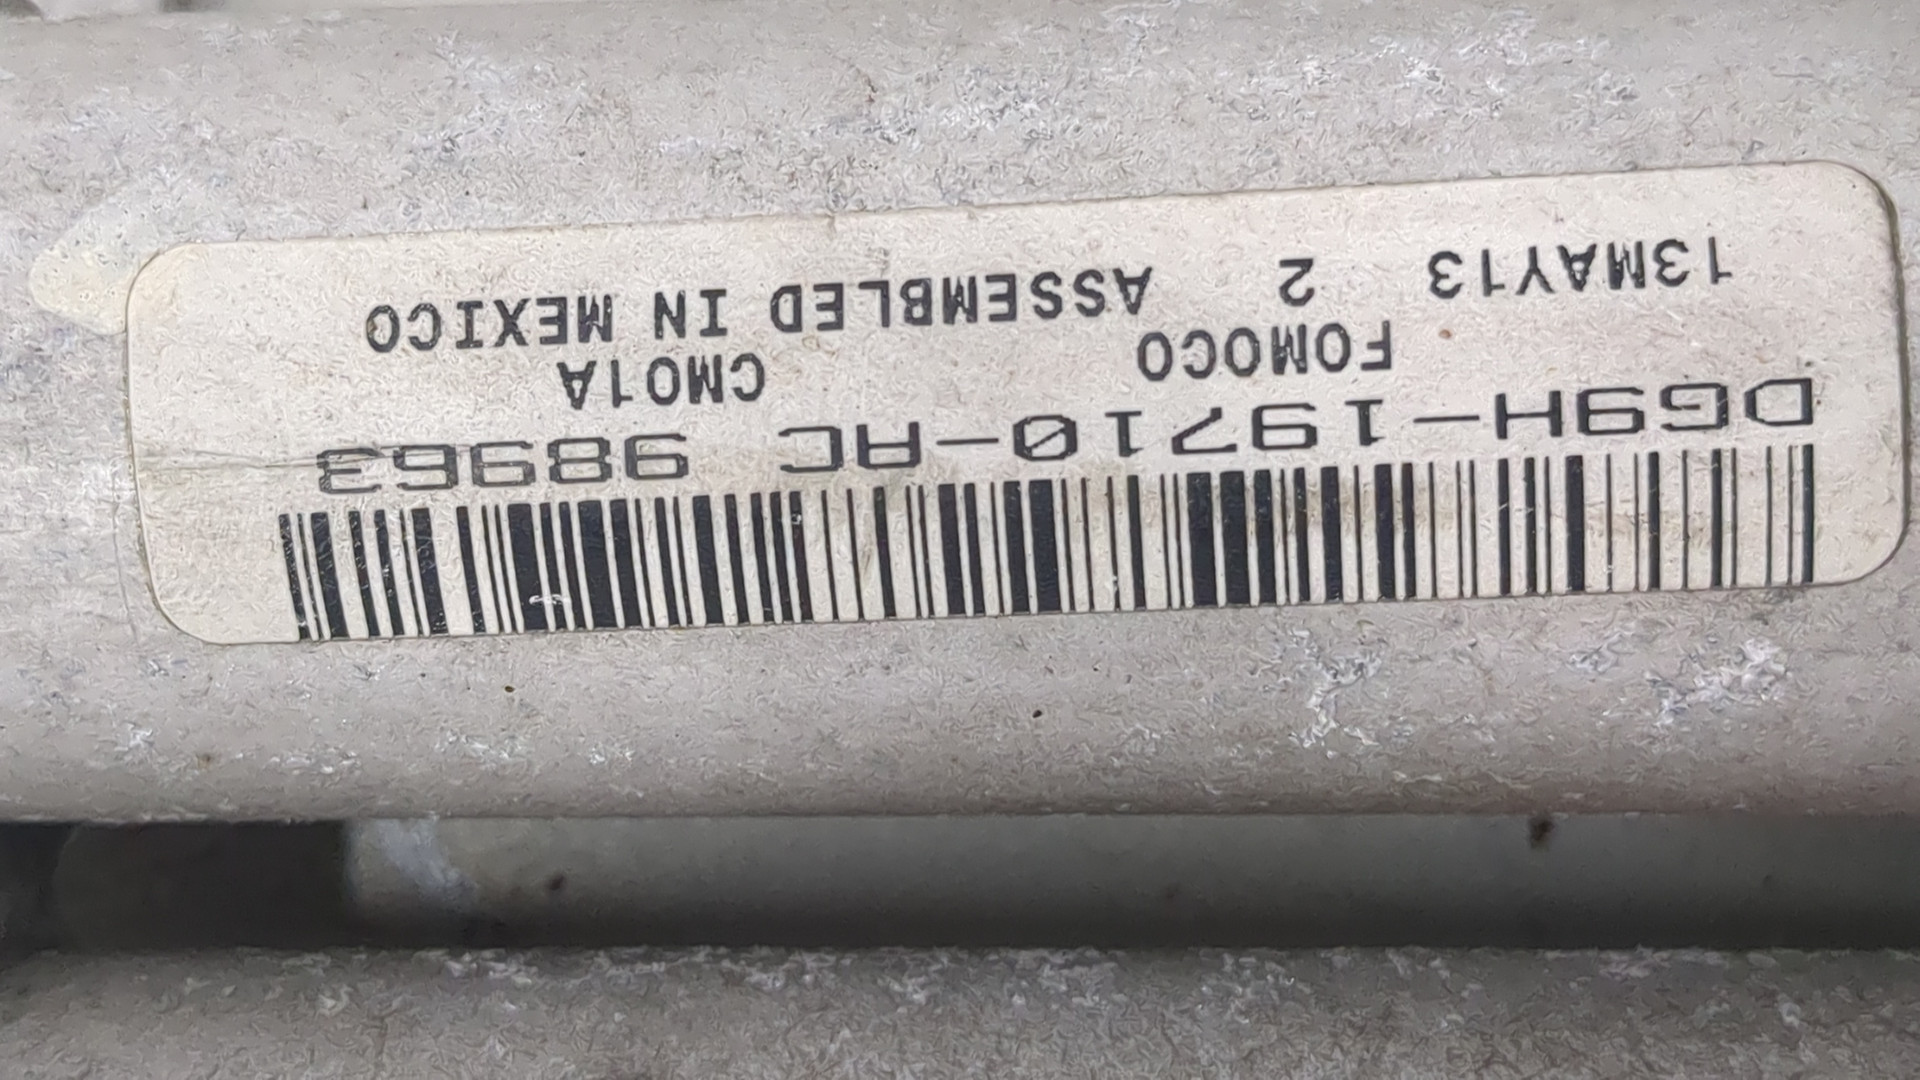 DG9H-19710-AC 98963
FOMOCO CM01A
13MAY13 2 ASSEMBLED IN MEXICO